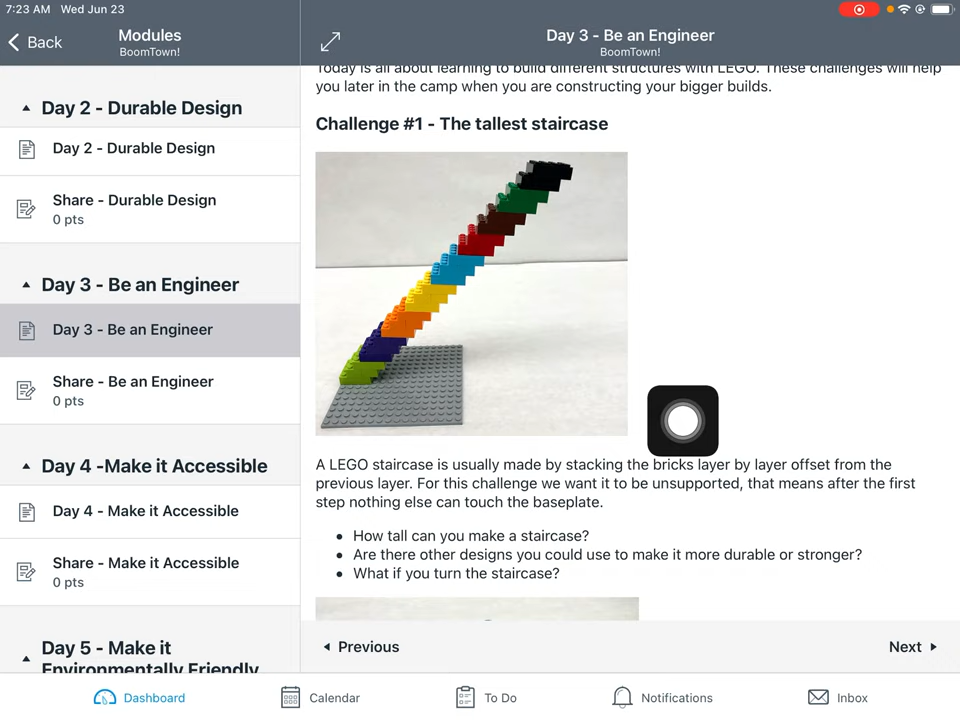 7:23 AM Wed Jun 23
Back
Modules
BoomTown!
Day 3 - Be an Engineer
BoomTown!
Day 2 - Durable Design
Day 2 - Durable Design
Share - Durable Design
0 pts
Day 3 - Be an Engineer
Day 3 - Be an Engineer
Share - Be an Engineer
0 pts
Day 4 -Make it Accessible
Day 4 - Make it Accessible
Share - Make it Accessible
0 pts
Day 5 - Make it
Environmentally Friendly
Today is all about learning to build different structures with LEGO. These challenges will help
you later in the camp when you are constructing your bigger builds.
Challenge #1 - The tallest staircase
A LEGO staircase is usually made by stacking the bricks layer by layer offset from the
previous layer. For this challenge we want it to be unsupported, that means after the first
step nothing else can touch the baseplate.
How tall can you make a staircase?
Are there other designs you could use to make it more durable or stronger?
What if you turn the staircase?
Previous
Next
Dashboard
Calendar
To Do
Notifications
Inbox